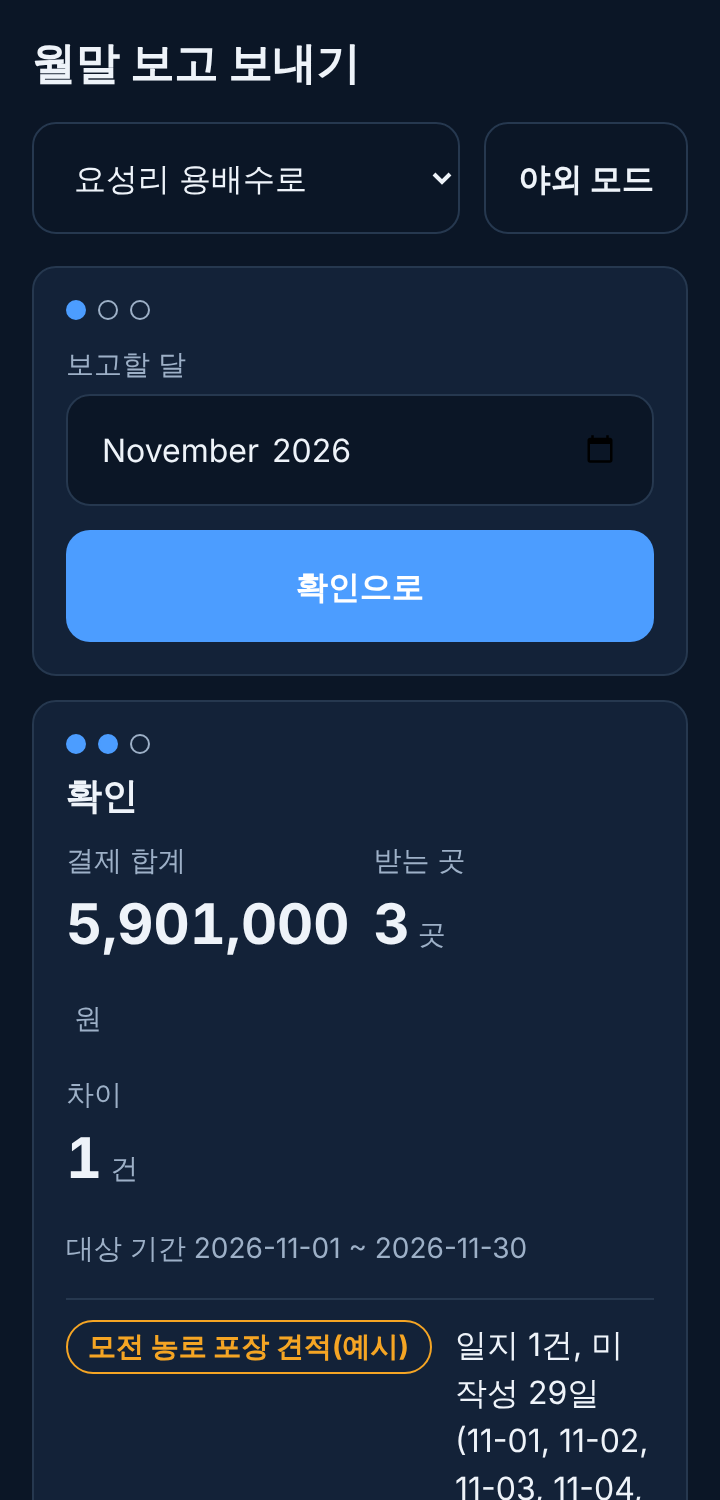 월말 보고 보내기
요성리 용배수로
야외 모드
보고할 달
November 2026
확인으로
확인
결제 합계
받는 곳
5,901,000
3 곳
원
차이
1 건
대상 기간 2026-11-01 ~ 2026-11-30
모전 농로 포장 견적(예시)
일지 1건, 미
작성 29일
(11-01, 11-02,
11-03, 11-04,